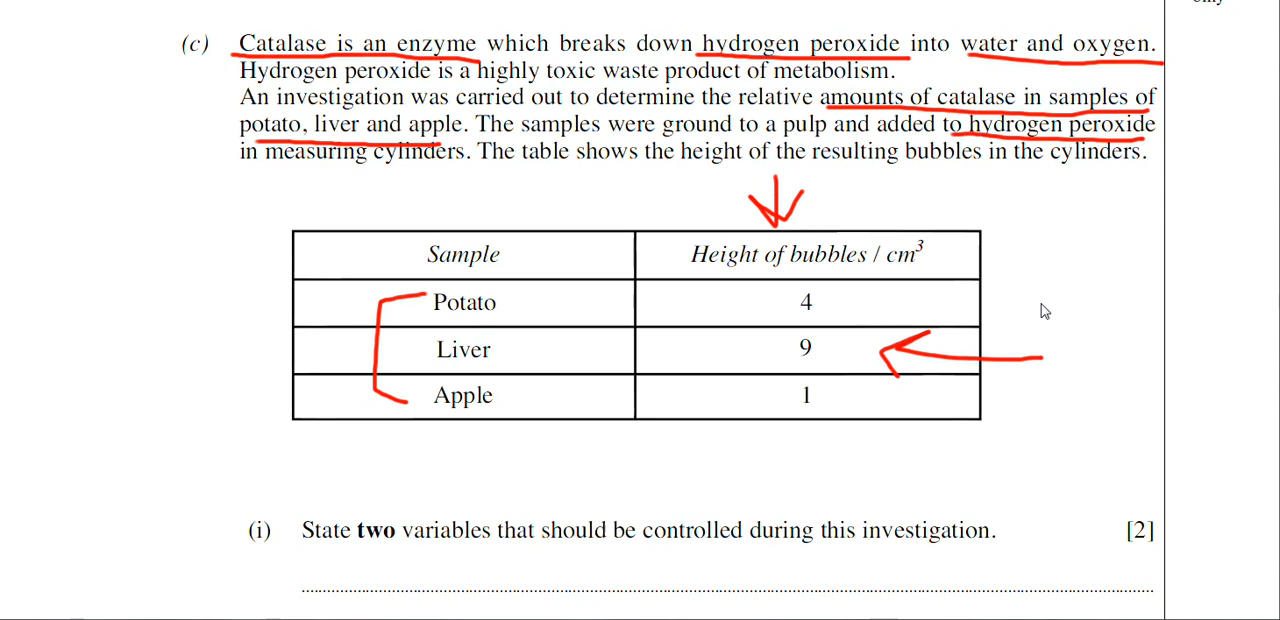 (c) Catalase is an enzyme which breaks down hydrogen peroxide into water and oxygen.
Hydrogen peroxide is a highly toxic waste product of metabolism.
An investigation was carried out to determine the relative amounts of catalase in samples of
potato, liver and apple. The samples were ground to a pulp and added to hydrogen peroxide
in measuring cylinders. The table shows the height of the resulting bubbles in the cylinders.
Sample Height of bubbles / cm³
Potato 4
Liver 9
Apple 1
(i) State two variables that should be controlled during this investigation. [2]